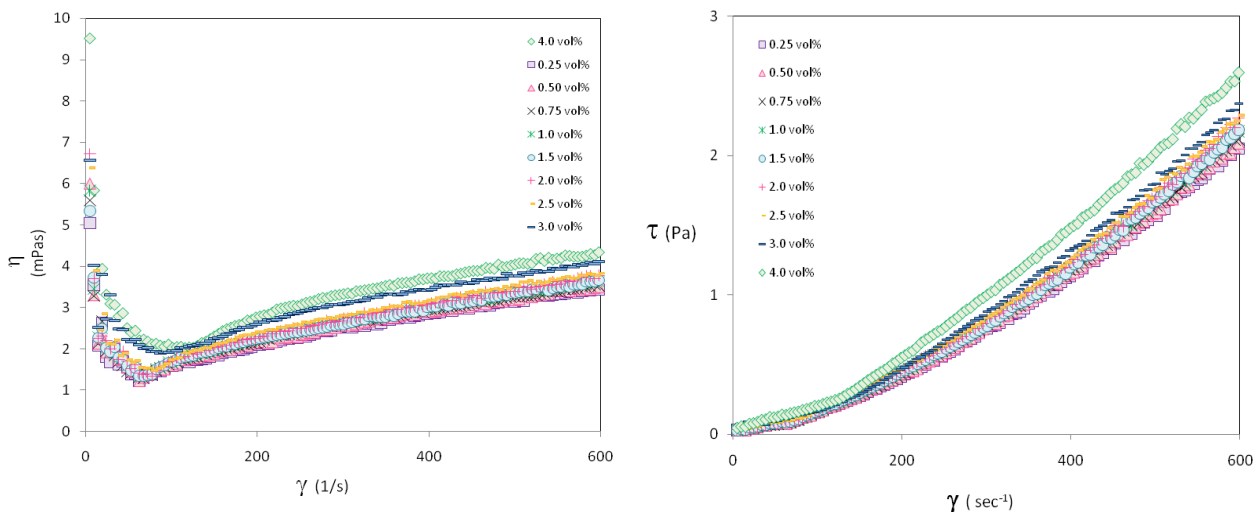 10
9
8
7
6
5
4
3
2
1
0
η
(mPas)
4.0 vol%
0.25 vol%
0.50 vol%
0.75 vol%
1.0 vol%
1.5 vol%
2.0 vol%
2.5 vol%
3.0 vol%
0 200 400 600
γ (1/s)
3
2
1
0
τ (Pa)
0.25 vol%
0.50 vol%
0.75 vol%
1.0 vol%
1.5 vol%
2.0 vol%
2.5 vol%
3.0 vol%
4.0 vol%
0 200 400 600
γ ( sec⁻¹)